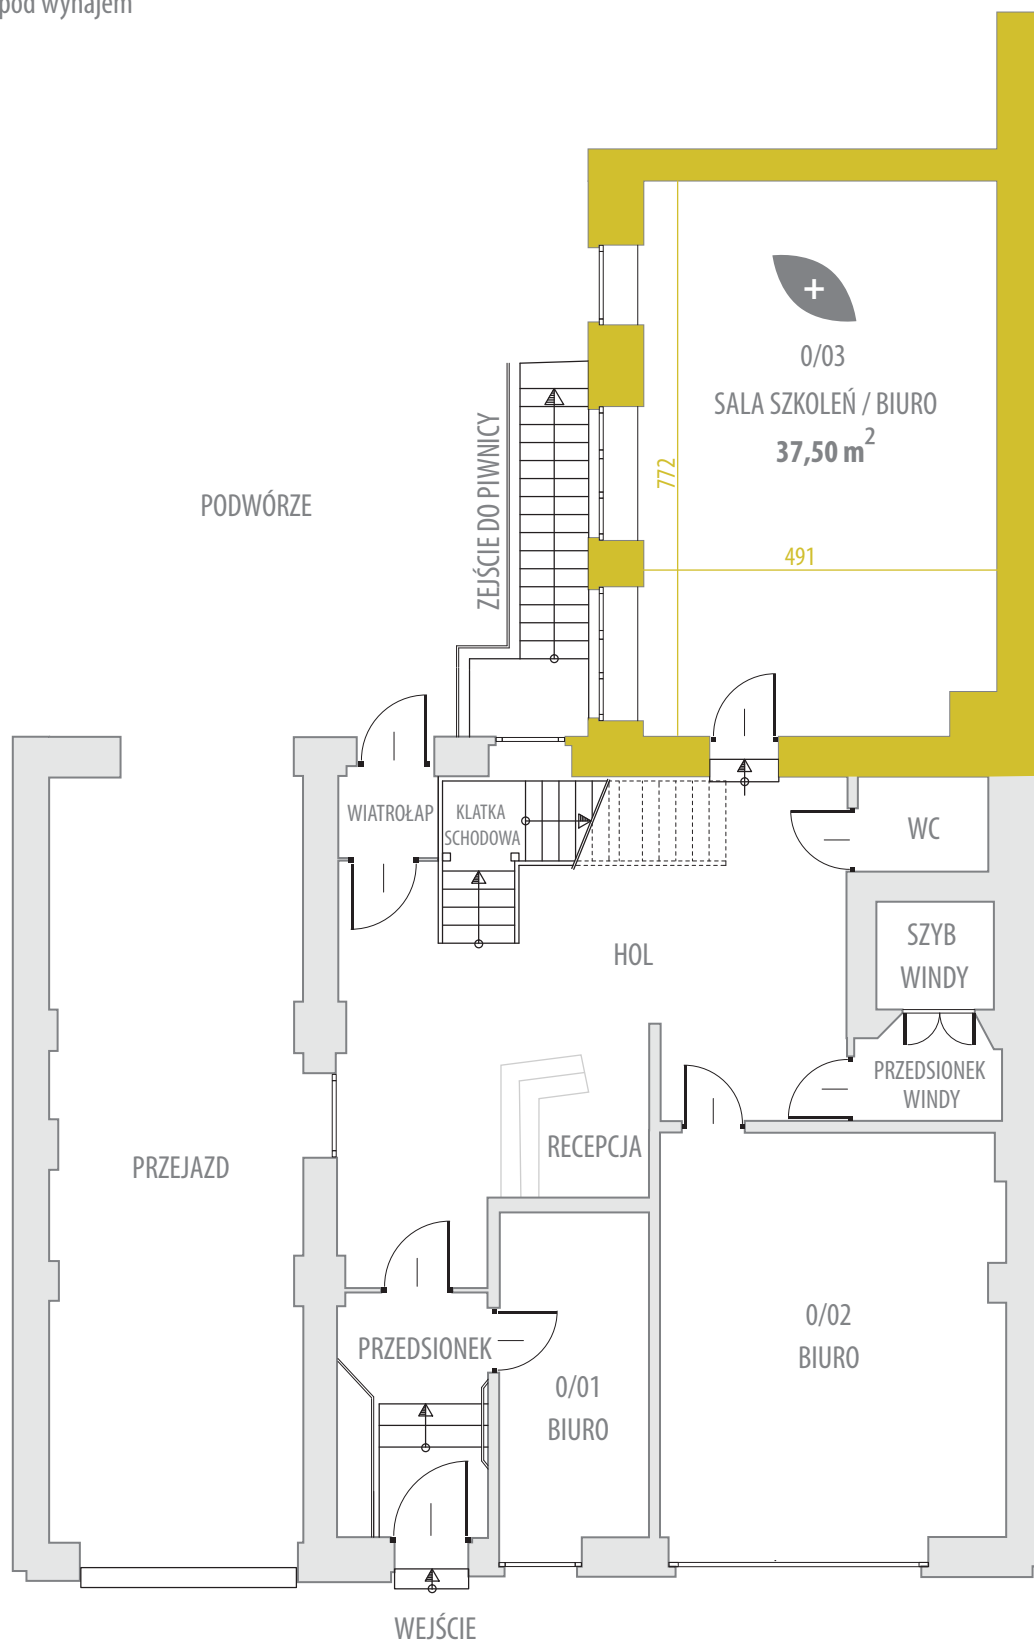 pod wynajem
0/03
SALA SZKOLEŃ / BIURO
37,50 m²
772
491
PODWÓRZE
ZEJŚCIE DO PIWNICY
WIATROŁAP
KLATKA
SCHODOWA
WC
HOL
SZYB
WINDY
PRZEDSIONEK
WINDY
RECEPCJA
PRZEJAZD
0/02
BIURO
PRZEDSIONEK
0/01
BIURO
WEJŚCIE